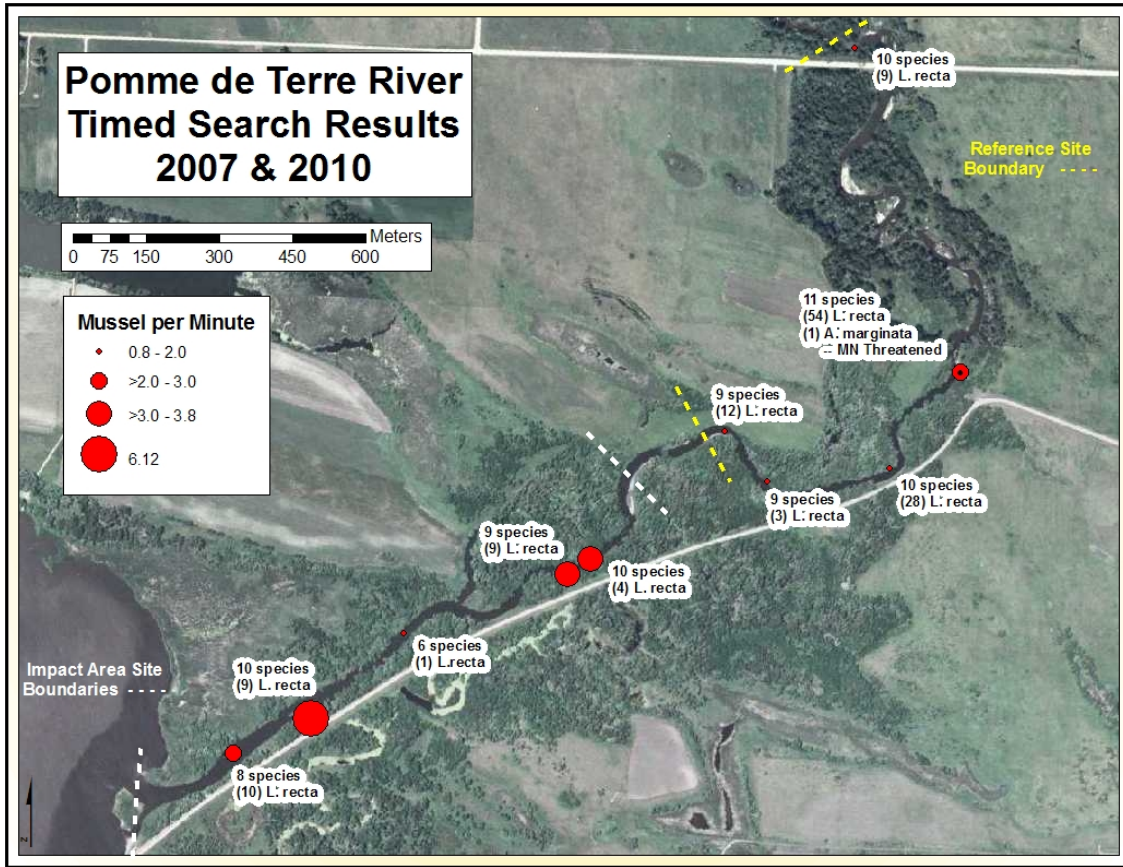 Pomme de Terre River
Timed Search Results
2007 & 2010
Meters
0 75 150 300 450 600
Mussel per Minute
0.8 - 2.0
>2.0 - 3.0
>3.0 - 3.8
6.12
10 species
(9) L. recta
Reference Site
Boundary - - - -
11 species
(54) L. recta
(1) A. marginata
MN Threatened
9 species
(12) L. recta
9 species
(3) L. recta
10 species
(28) L. recta
9 species
(9) L. recta
10 species
(4) L. recta
6 species
(1) L.recta
Impact Area Site
Boundaries - - - -
10 species
(9) L. recta
8 species
(10) L. recta
N